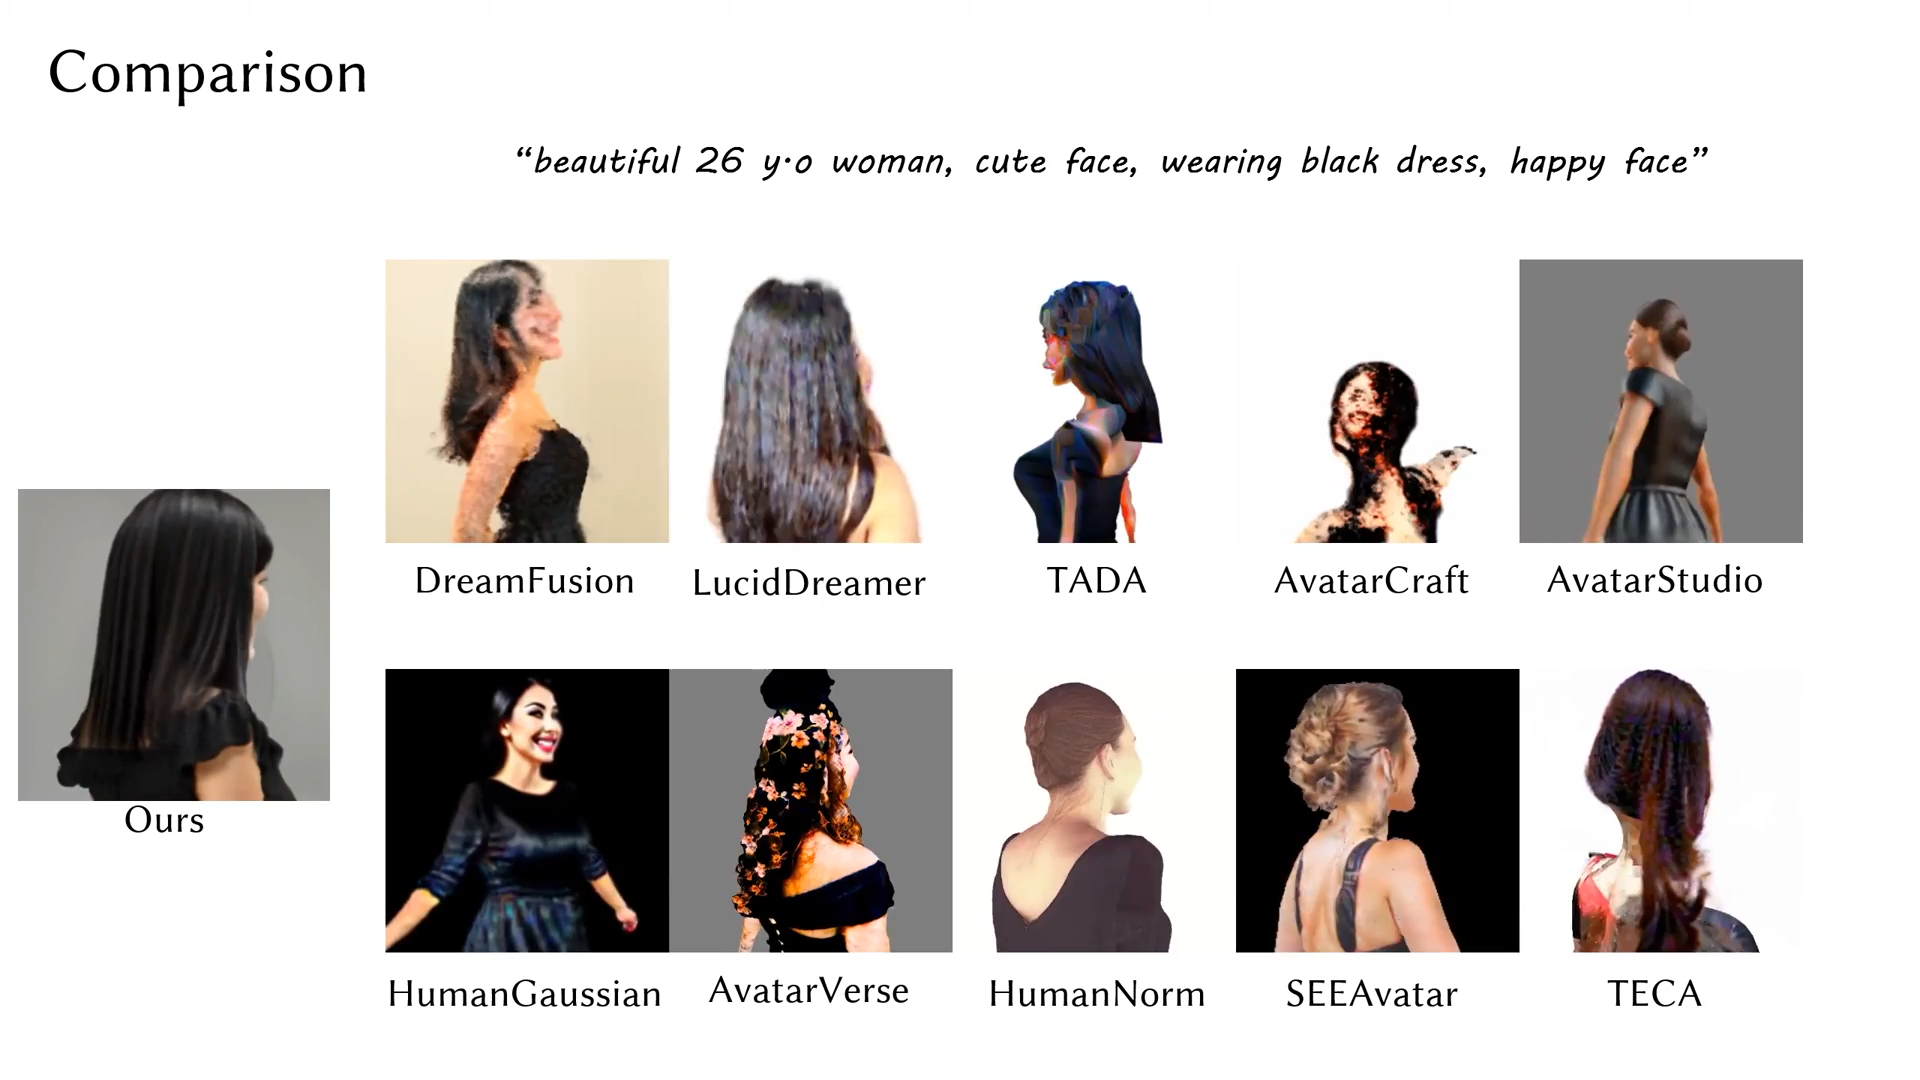 Comparison
“beautiful 26 y·o woman, cute face, wearing black dress, happy face”
DreamFusion
LucidDreamer
TADA
AvatarCraft
AvatarStudio
Ours
HumanGaussian
AvatarVerse
HumanNorm
SEEAvatar
TECA